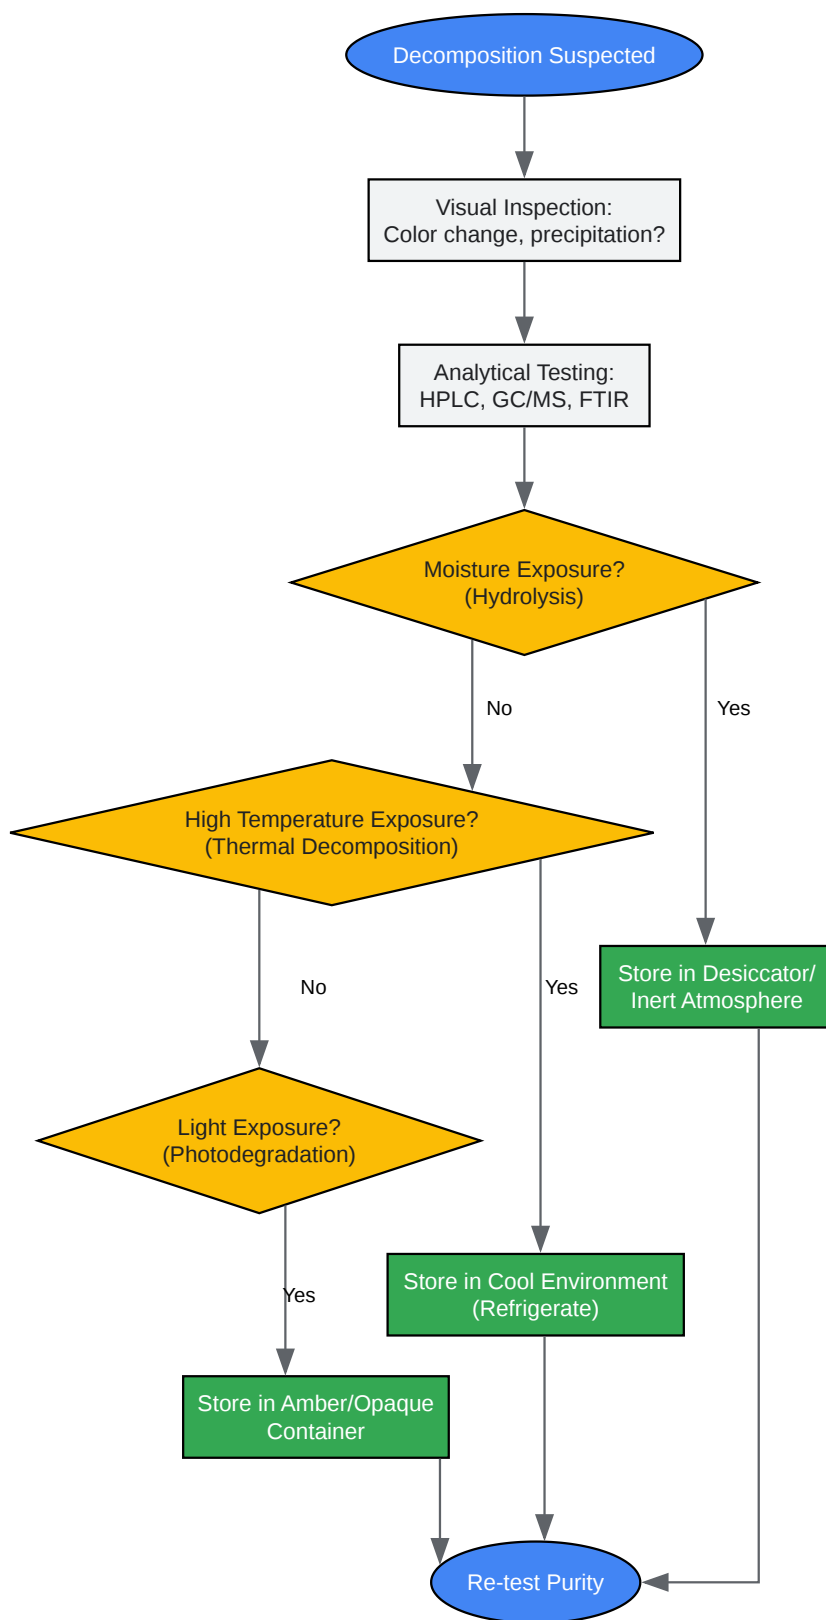 Decomposition Suspected
Visual Inspection:
Color change, precipitation?
Analytical Testing:
HPLC, GC/MS, FTIR
Moisture Exposure?
(Hydrolysis)
No
Yes
High Temperature Exposure?
(Thermal Decomposition)
No
Yes
Store in Desiccator/
Inert Atmosphere
Light Exposure?
(Photodegradation)
Yes
Store in Cool Environment
(Refrigerate)
Store in Amber/Opaque
Container
Re-test Purity